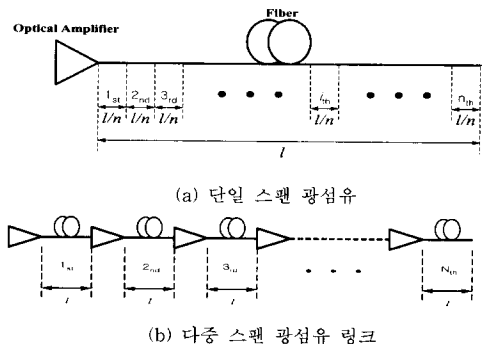 Fiber
Optical Amplifier
1st 2nd 3rd ith nth
l/n l/n l/n l/n l/n
l
(a) 단일 스팬 광섬유
1st 2nd 3rd Nth
l l l l
(b) 다중 스팬 광섬유 링크